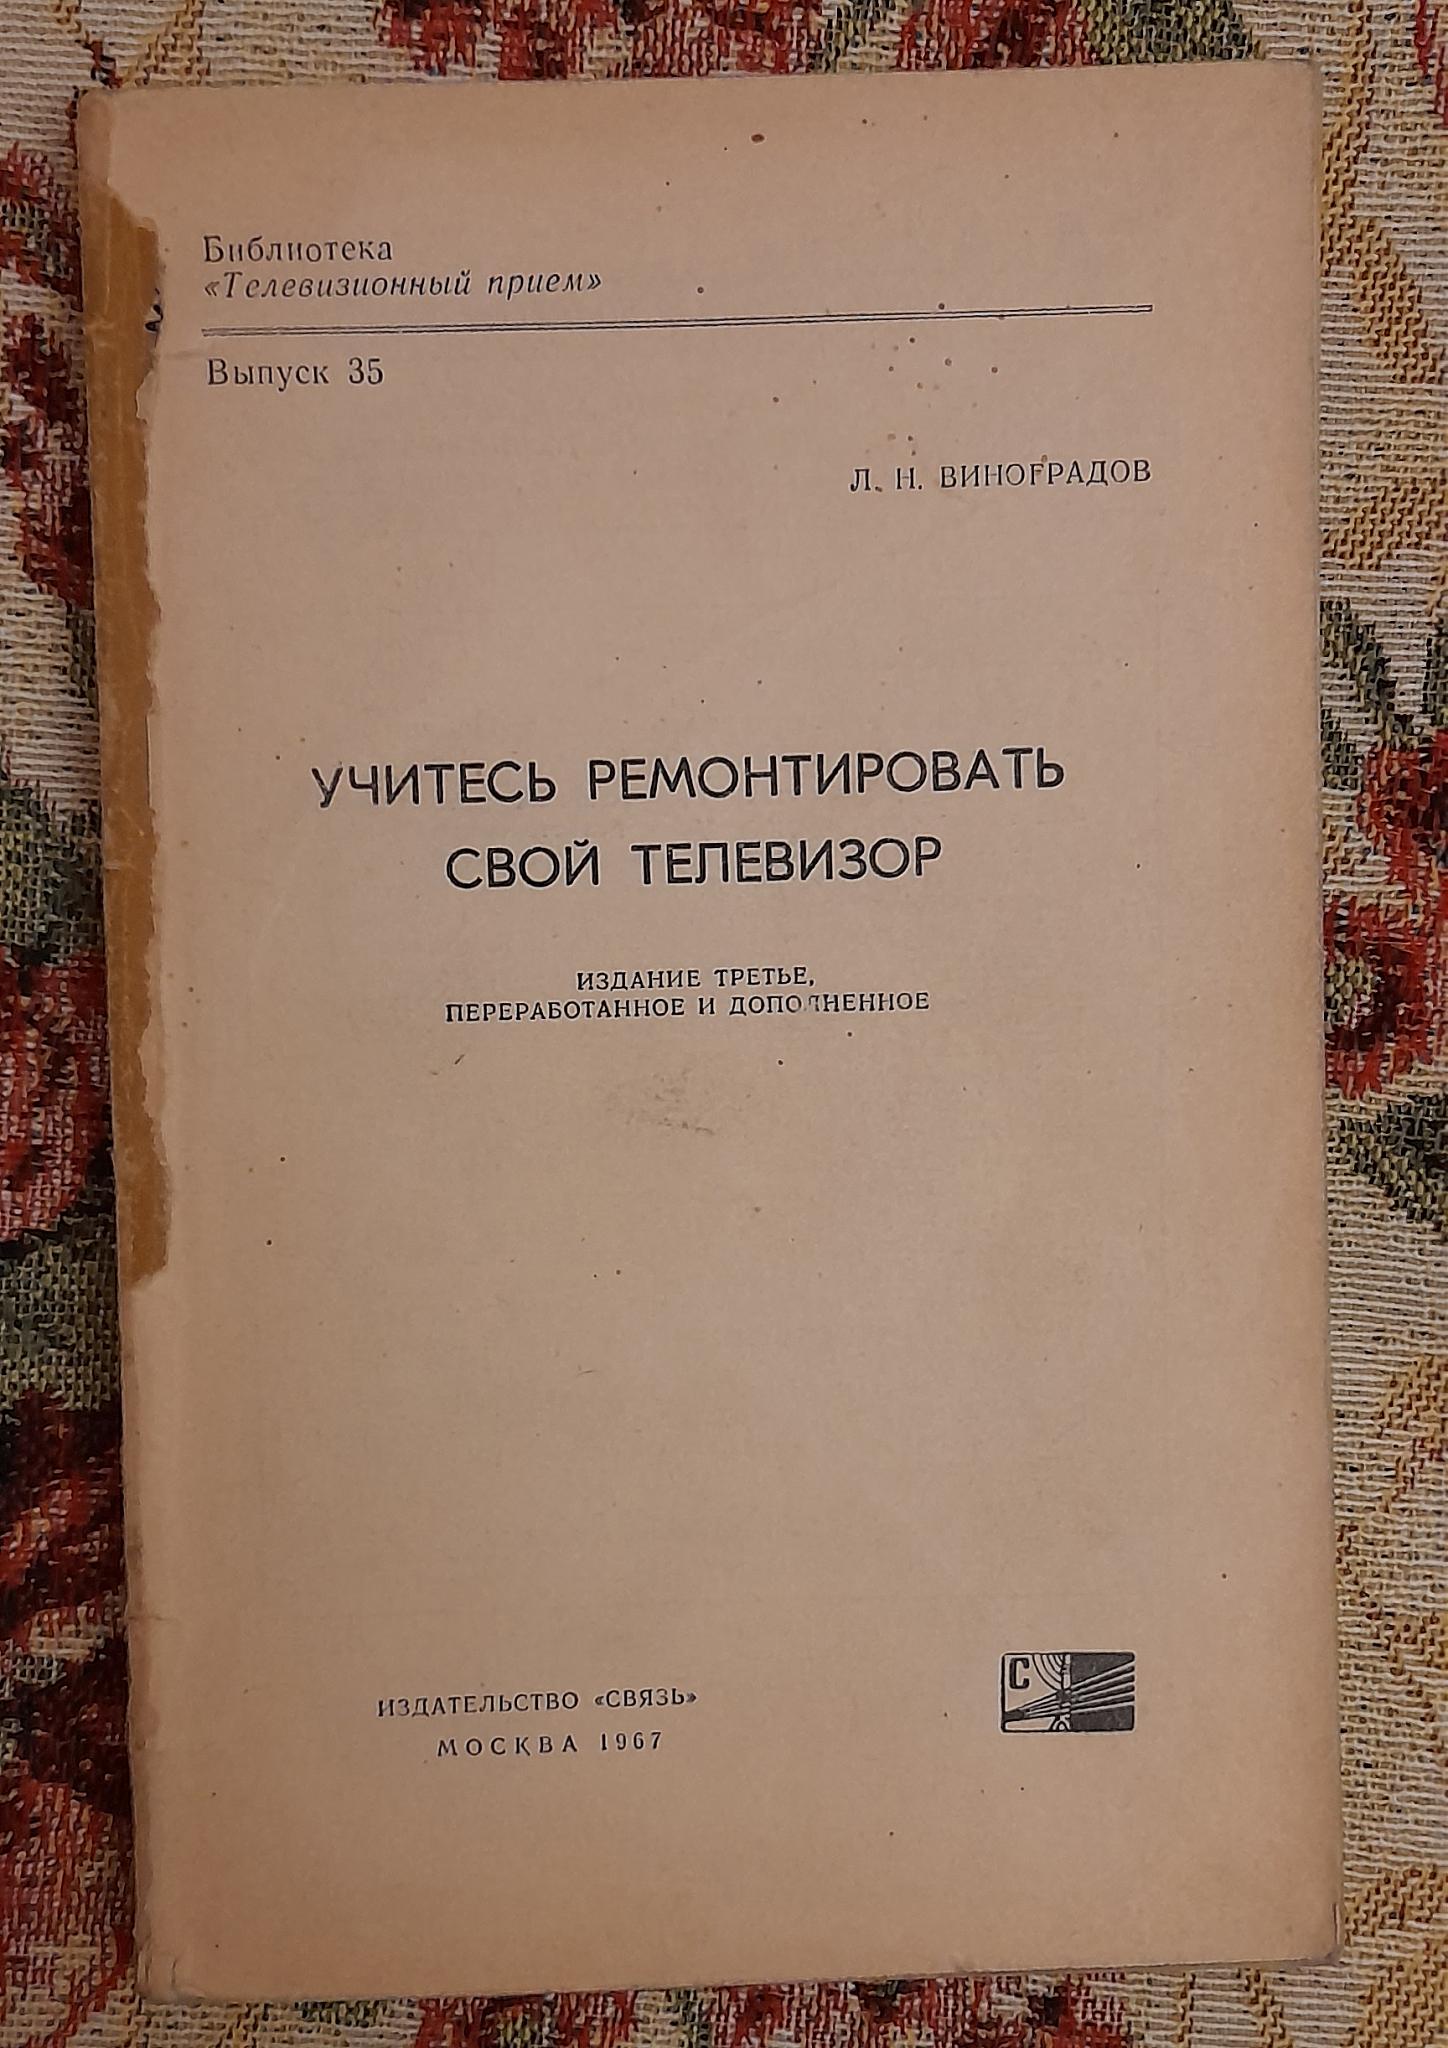 Библиотека
«Телевизионный прием»
Выпуск 35
Л. Н. ВИНОГРАДОВ
УЧИТЕСЬ РЕМОНТИРОВАТЬ
СВОЙ ТЕЛЕВИЗОР
ИЗДАНИЕ ТРЕТЬЕ,
ПЕРЕРАБОТАННОЕ И ДОПОЛНЕННОЕ
ИЗДАТЕЛЬСТВО «СВЯЗЬ»
МОСКВА 1967
С